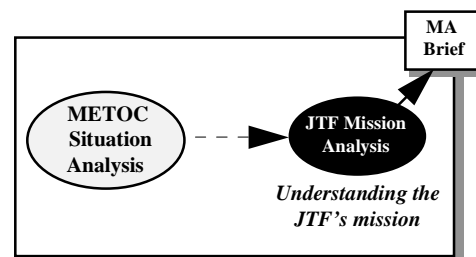 MA
Brief
METOC
Situation
Analysis
JTF Mission
Analysis
Understanding the
JTF's mission